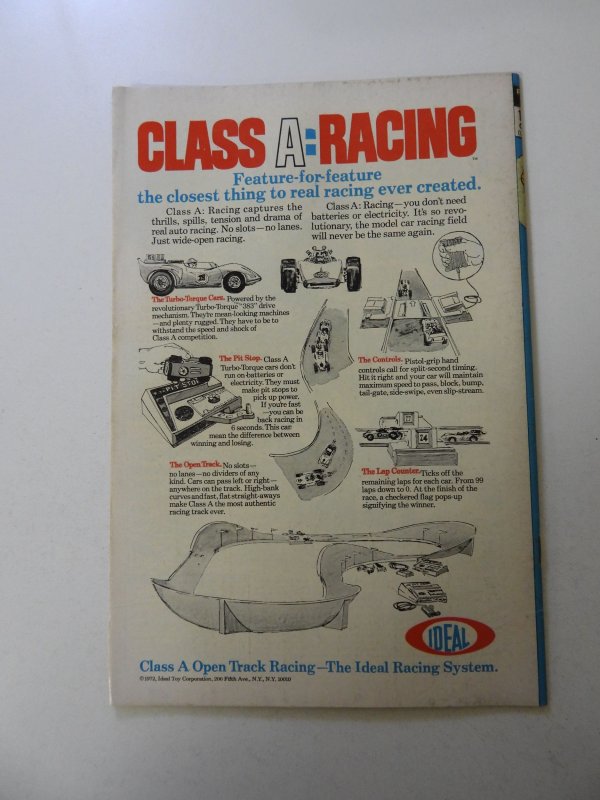 CLASS A: RACING
™
Feature-for-feature
the closest thing to real racing ever created.
Class A: Racing captures the
thrills, spills, tension and drama of
real auto racing. No slots—no lanes.
Just wide-open racing.
Class A: Racing—you don't need
batteries or electricity. It's so revo-
lutionary, the model car racing field
will never be the same again.
The Turbo-Torque Cars. Powered by the
revolutionary Turbo-Torque "383" drive
mechanism. They're mean-looking machines
—and plenty rugged. They have to be to
withstand the speed and shock of
Class A competition.
The Pit Stop. Class A
Turbo-Torque cars don't
run on batteries or
electricity. They must
make pit stops to
pick up power.
If you're fast
—you can be
back racing in
6 seconds. This can
mean the difference between
winning and losing.
PIT STOP
The Controls. Pistol-grip hand
controls call for split-second timing.
Hit it right and your car will maintain
maximum speed to pass, block, bump,
tail-gate, side-swipe, even slip-stream.
The Open Track. No slots—
no lanes—no dividers of any
kind. Cars can pass left or right—
anywhere on the track. High-bank
curves and fast, flat straight-aways
make Class A the most authentic
racing track ever.
24
The Lap Counter. Ticks off the
remaining laps for each car. From 99
laps down to 0. At the finish of the
race, a checkered flag pops-up
signifying the winner.
IDEAL
Class A Open Track Racing—The Ideal Racing System.
©1972, Ideal Toy Corporation, 200 Fifth Ave., N.Y., N.Y. 10010